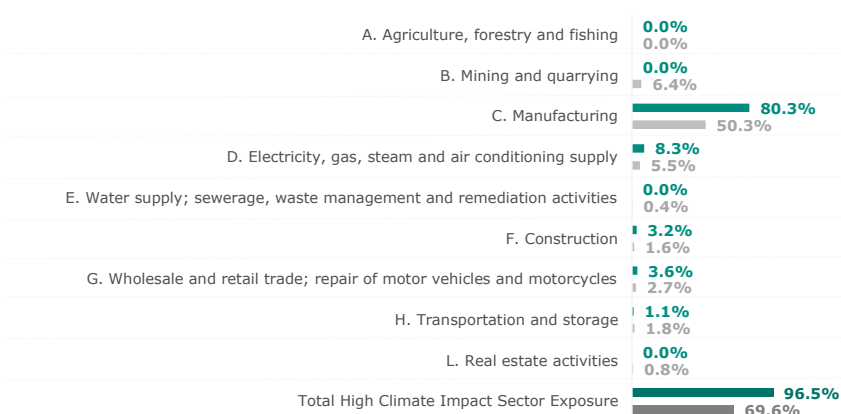 A. Agriculture, forestry and fishing
0.0%
0.0%
B. Mining and quarrying
0.0%
6.4%
C. Manufacturing
80.3%
50.3%
D. Electricity, gas, steam and air conditioning supply
8.3%
5.5%
E. Water supply; sewerage, waste management and remediation activities
0.0%
0.4%
F. Construction
3.2%
1.6%
G. Wholesale and retail trade; repair of motor vehicles and motorcycles
3.6%
2.7%
H. Transportation and storage
1.1%
1.8%
L. Real estate activities
0.0%
0.8%
Total High Climate Impact Sector Exposure
96.5%
69.6%